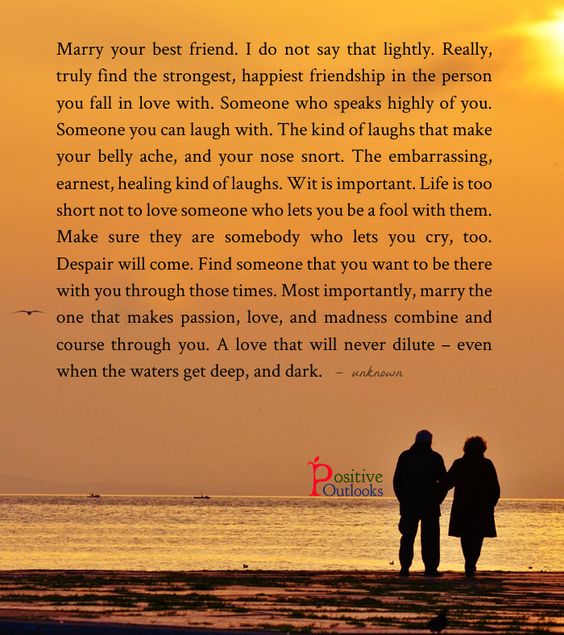 Marry your best friend. I do not say that lightly. Really,
truly find the strongest, happiest friendship in the person
you fall in love with. Someone who speaks highly of you.
Someone you can laugh with. The kind of laughs that make
your belly ache, and your nose snort. The embarrassing,
earnest, healing kind of laughs. Wit is important. Life is too
short not to love someone who lets you be a fool with them.
Make sure they are somebody who lets you cry, too.
Despair will come. Find someone that you want to be there
with you through those times. Most importantly, marry the
one that makes passion, love, and madness combine and
course through you. A love that will never dilute – even
when the waters get deep, and dark. – unknown
Positive
Outlooks